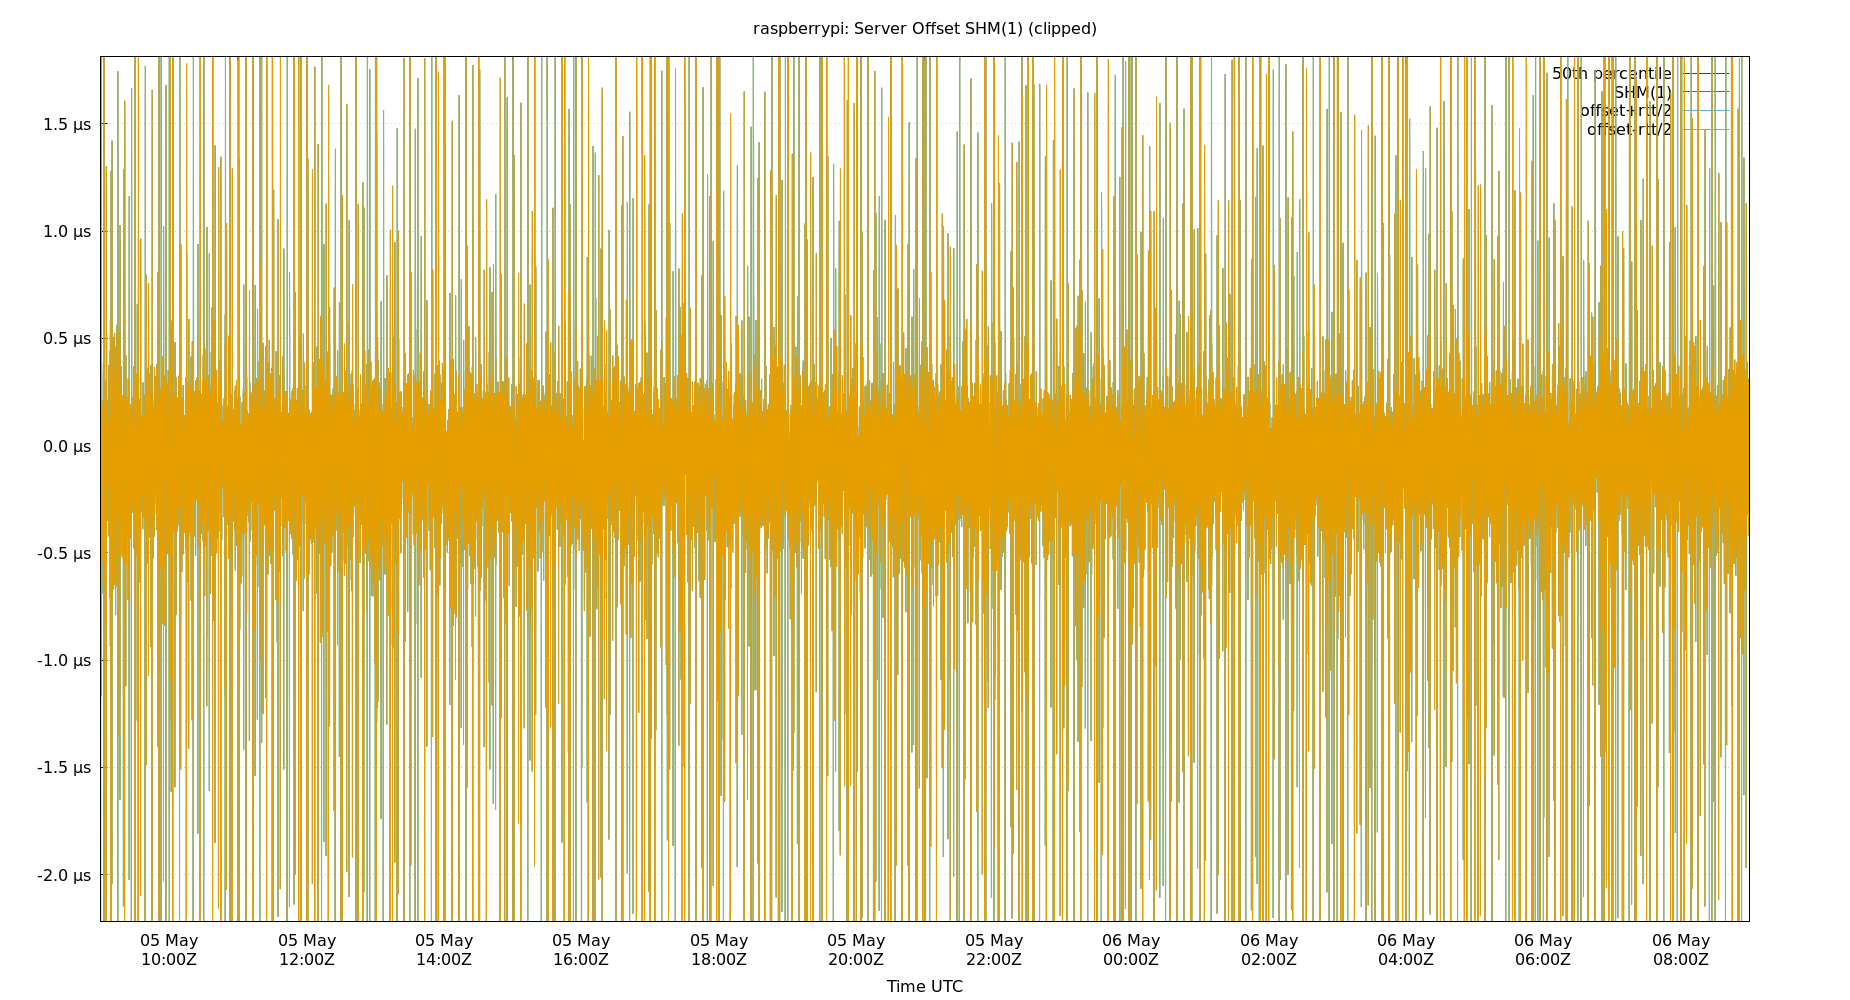 raspberrypi: Server Offset SHM(1) (clipped)
50th percentile
SHM(1)
offset+rtt/2
offset-rtt/2
1.5 µs
1.0 µs
0.5 µs
0.0 µs
-0.5 µs
-1.0 µs
-1.5 µs
-2.0 µs
05 May 05 May 05 May 05 May 05 May 05 May 05 May 06 May 06 May 06 May 06 May 06 May
10:00Z 12:00Z 14:00Z 16:00Z 18:00Z 20:00Z 22:00Z 00:00Z 02:00Z 04:00Z 06:00Z 08:00Z
Time UTC